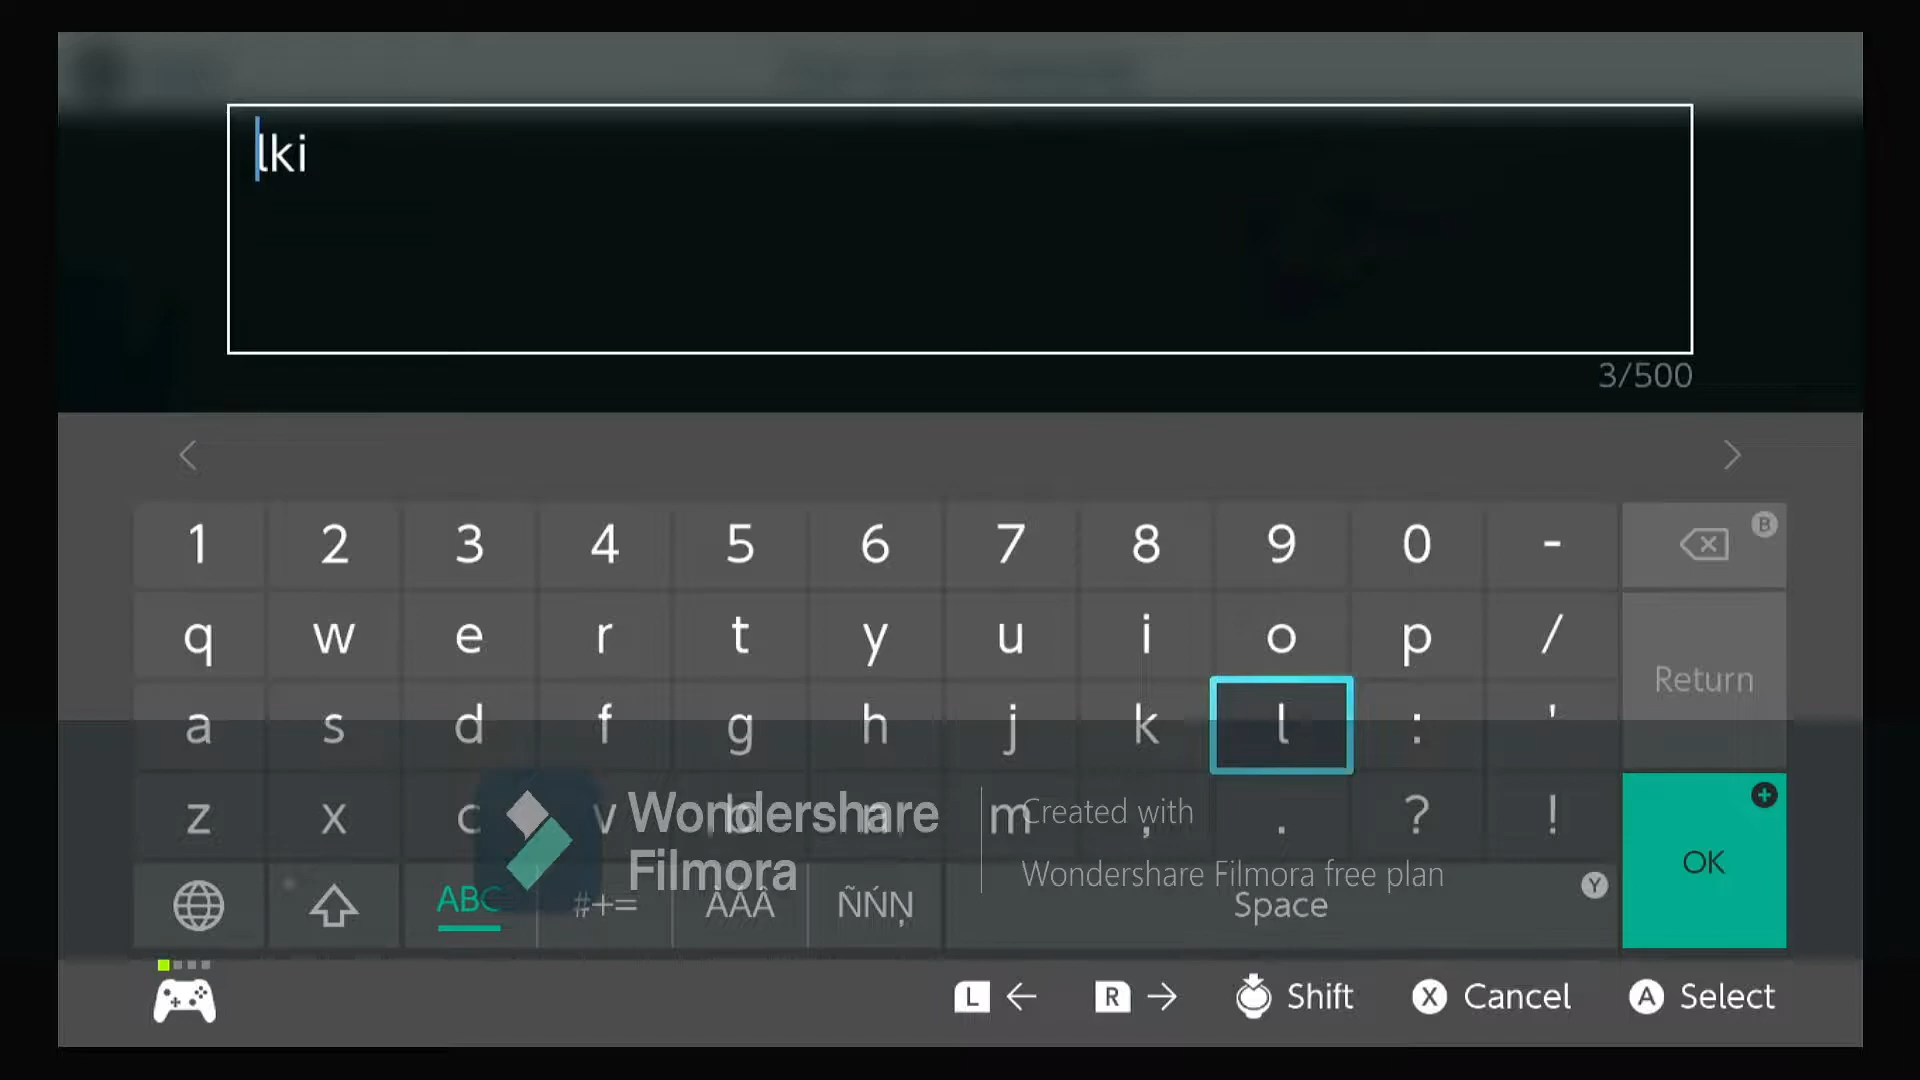 lki
3/500
1 2 3 4 5 6 7 8 9 0 - B
q w e r t y u i o p /
Return
a s d f g h j k l : '
z x c v b n m , . ? ! +
Wondershare
Filmora
Created with
Wondershare Filmora free plan
OK
ABC #+= ÀÁÂ ÑŃŅ Space Y
L ← R → Shift X Cancel A Select